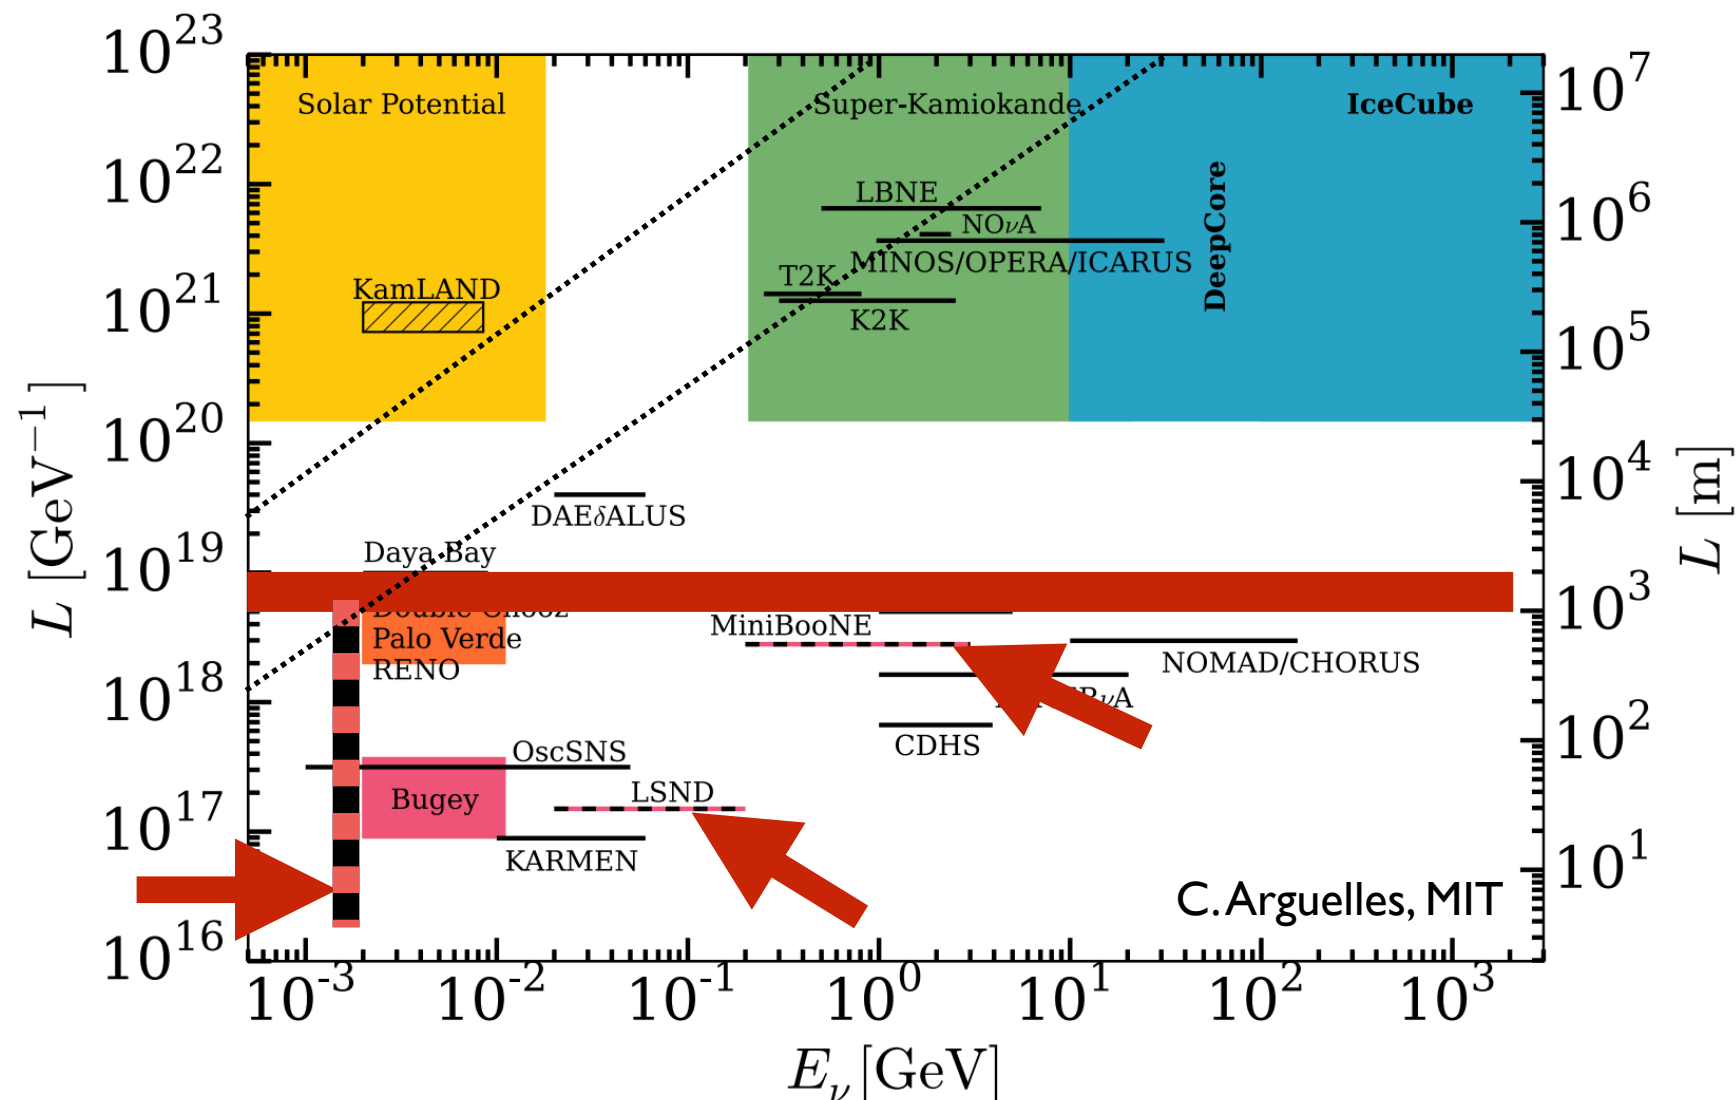 10^23
10^22
10^21
10^20
10^19
10^18
10^17
10^16
L [GeV^−1]
Solar Potential
Super-Kamiokande
IceCube
DeepCore
LBNE
NOνA
MINOS/OPERA/ICARUS
T2K
K2K
KamLAND
DAEδALUS
Daya Bay
Double Chooz
Palo Verde
RENO
MiniBooNE
NOMAD/CHORUS
νA
CDHS
OscSNS
Bugey
LSND
KARMEN
C. Arguelles, MIT
10^7
10^6
10^5
10^4
10^3
10^2
10^1
L [m]
10^-3
10^-2
10^-1
10^0
10^1
10^2
10^3
E_ν [GeV]